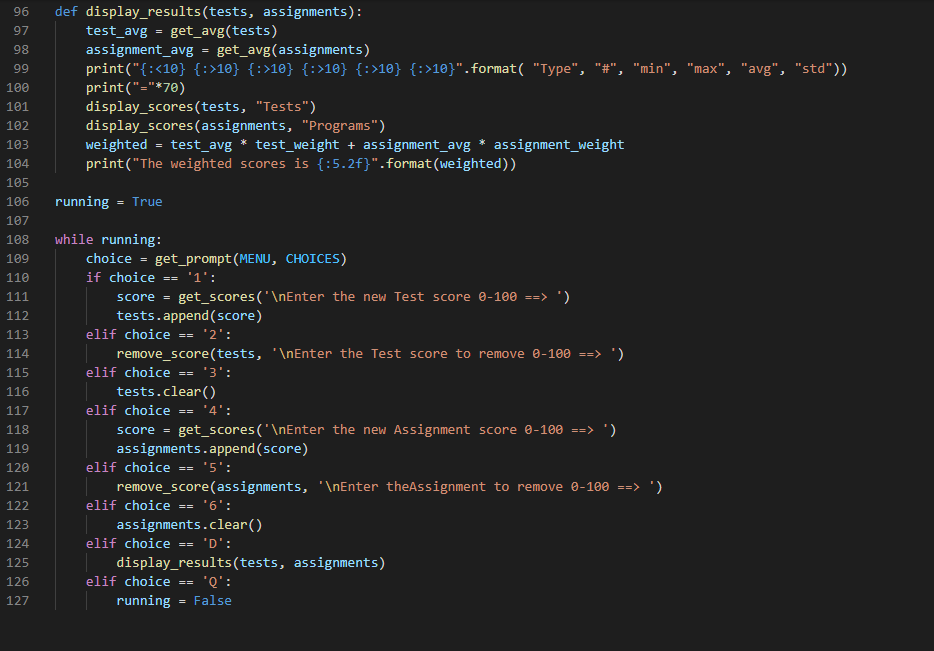 96 def display_results(tests, assignments):
97     test_avg = get_avg(tests)
98     assignment_avg = get_avg(assignments)
99     print("{:<10} {:>10} {:>10} {:>10} {:>10} {:>10}".format( "Type", "#", "min", "max", "avg", "std"))
100     print("="*70)
101     display_scores(tests, "Tests")
102     display_scores(assignments, "Programs")
103     weighted = test_avg * test_weight + assignment_avg * assignment_weight
104     print("The weighted scores is {:5.2f}".format(weighted))
105
106 running = True
107
108 while running:
109     choice = get_prompt(MENU, CHOICES)
110     if choice == '1':
111         score = get_scores('\nEnter the new Test score 0-100 ==> ')
112         tests.append(score)
113     elif choice == '2':
114         remove_score(tests, '\nEnter the Test score to remove 0-100 ==> ')
115     elif choice == '3':
116         tests.clear()
117     elif choice == '4':
118         score = get_scores('\nEnter the new Assignment score 0-100 ==> ')
119         assignments.append(score)
120     elif choice == '5':
121         remove_score(assignments, '\nEnter theAssignment to remove 0-100 ==> ')
122     elif choice == '6':
123         assignments.clear()
124     elif choice == 'D':
125         display_results(tests, assignments)
126     elif choice == 'Q':
127         running = False